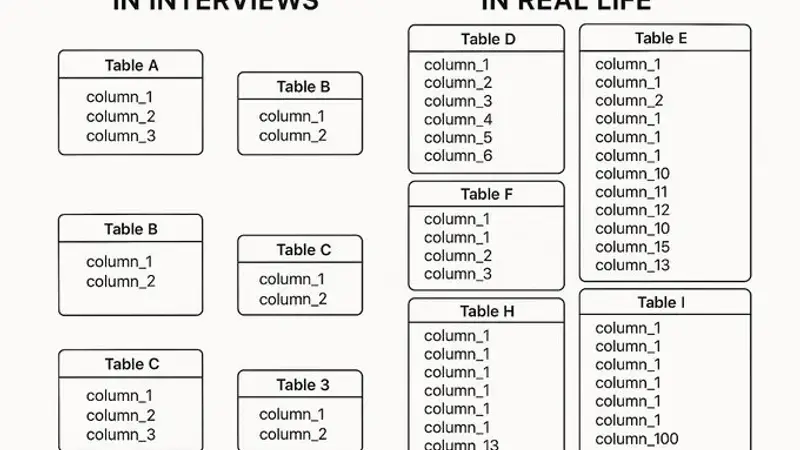 IN INTERVIEWS
Table A
column_1
column_2
column_3
Table B
column_1
column_2
Table B
column_1
column_2
Table C
column_1
column_2
Table C
column_1
column_2
column_3
Table 3
column_1
column_2
IN REAL LIFE
Table D
column_1
column_2
column_3
column_4
column_5
column_6
Table E
column_1
column_1
column_2
column_1
column_1
column_1
column_10
column_11
column_12
column_10
column_15
column_13
Table F
column_1
column_1
column_2
column_3
Table H
column_1
column_1
column_1
column_1
column_1
column_1
column_13
Table I
column_1
column_1
column_1
column_1
column_1
column_1
column_100